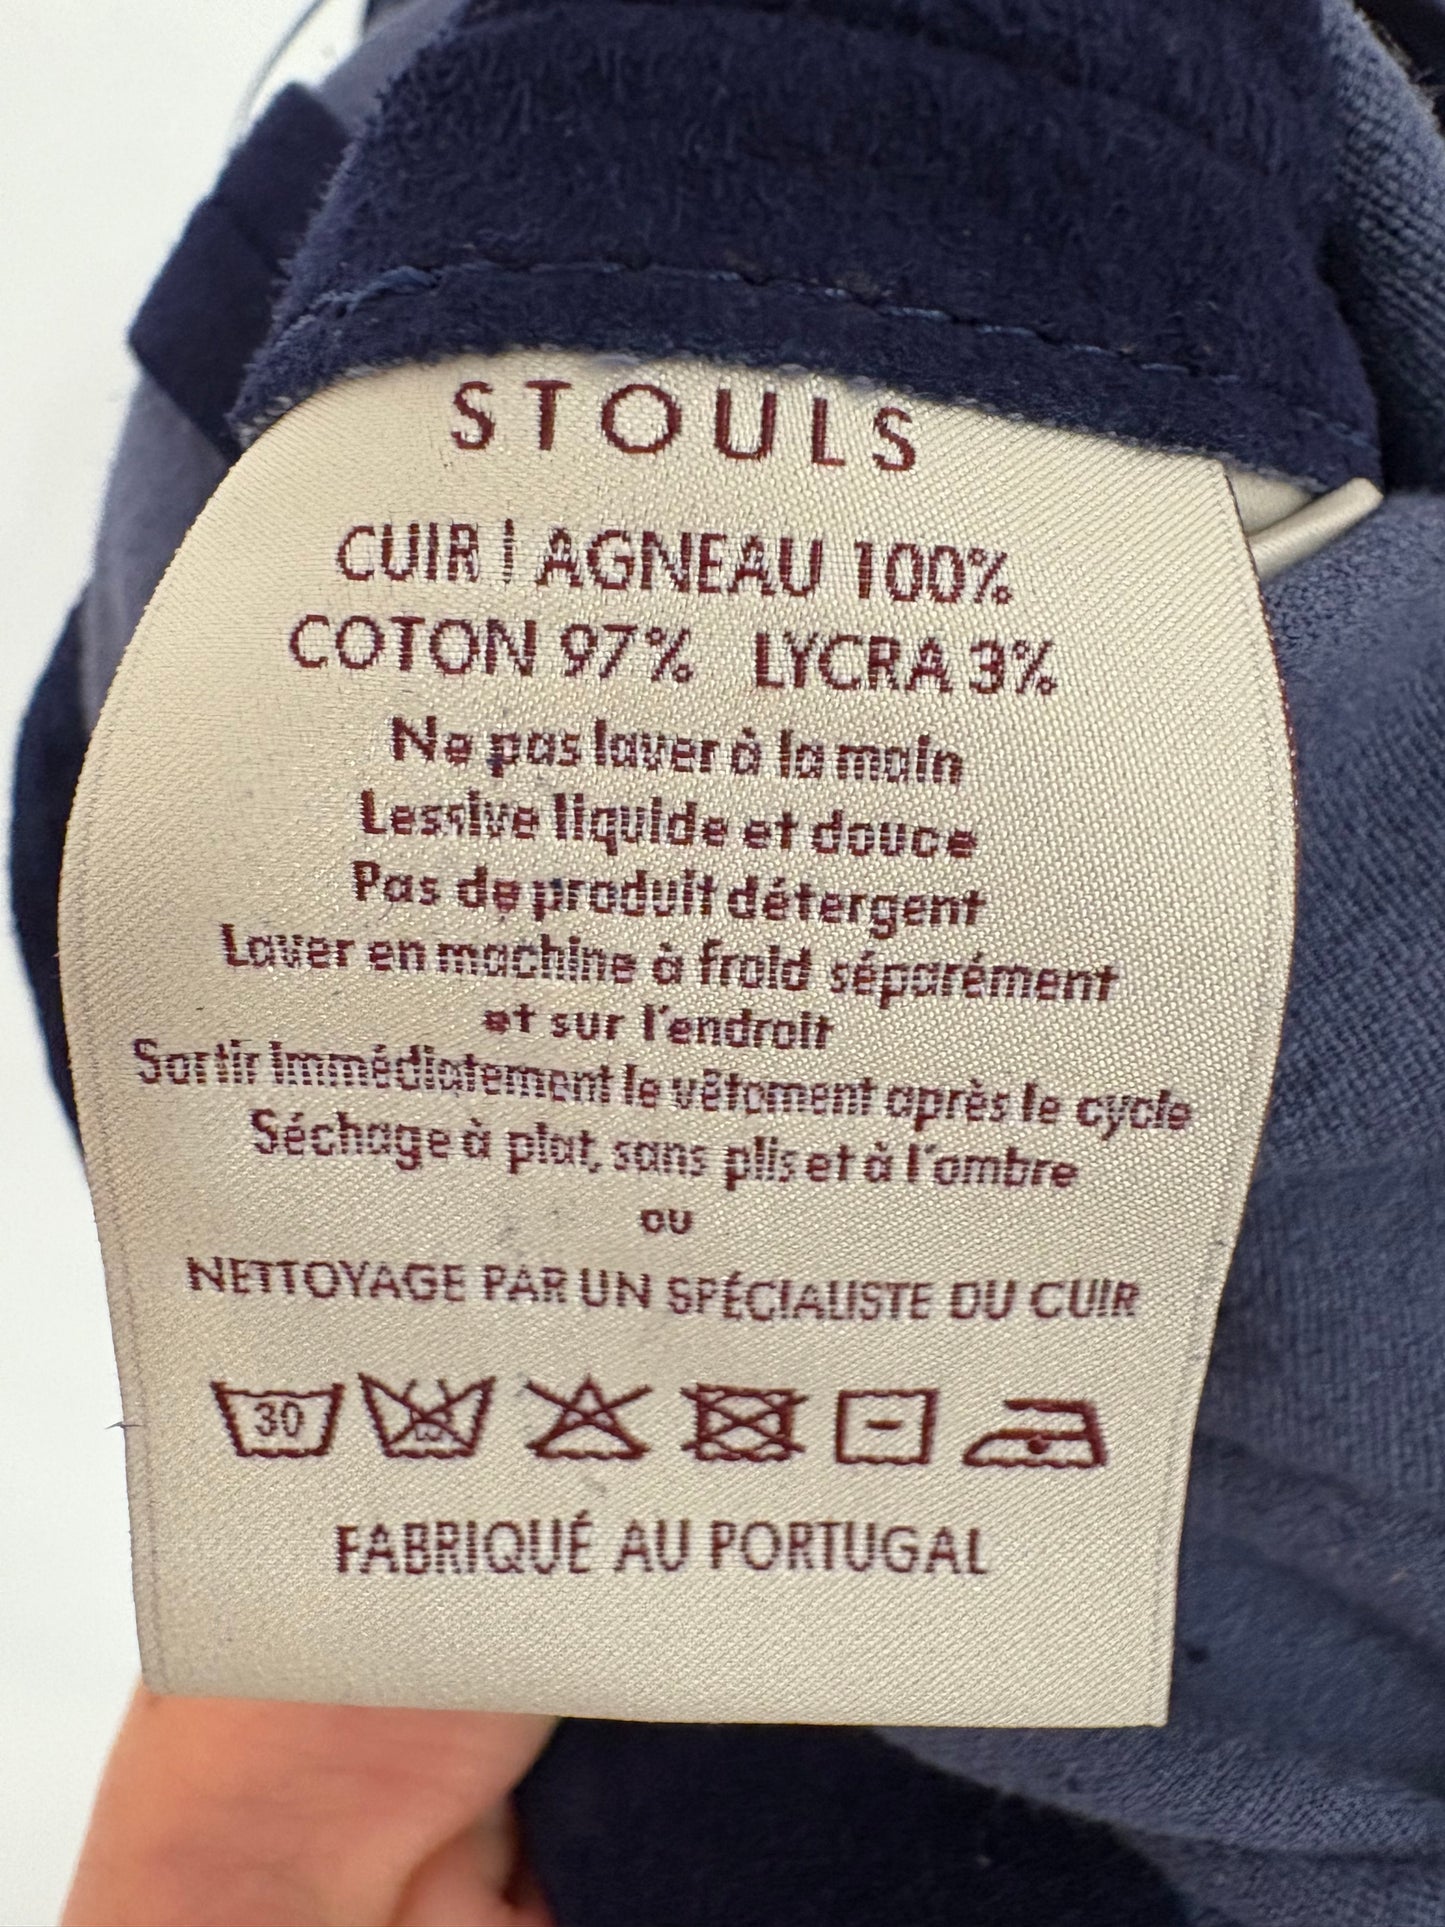 STOULS
CUIR | AGNEAU 100%
COTON 97% LYCRA 3%
Ne pas laver à la main
Lessive liquide et douce
Pas de produit détergent
Laver en machine à froid séparément
et sur l'endroit
Sortir immédiatement le vêtement après le cycle
Séchage à plat, sans plis et à l'ombre
ou
NETTOYAGE PAR UN SPÉCIALISTE DU CUIR
30
FABRIQUÉ AU PORTUGAL